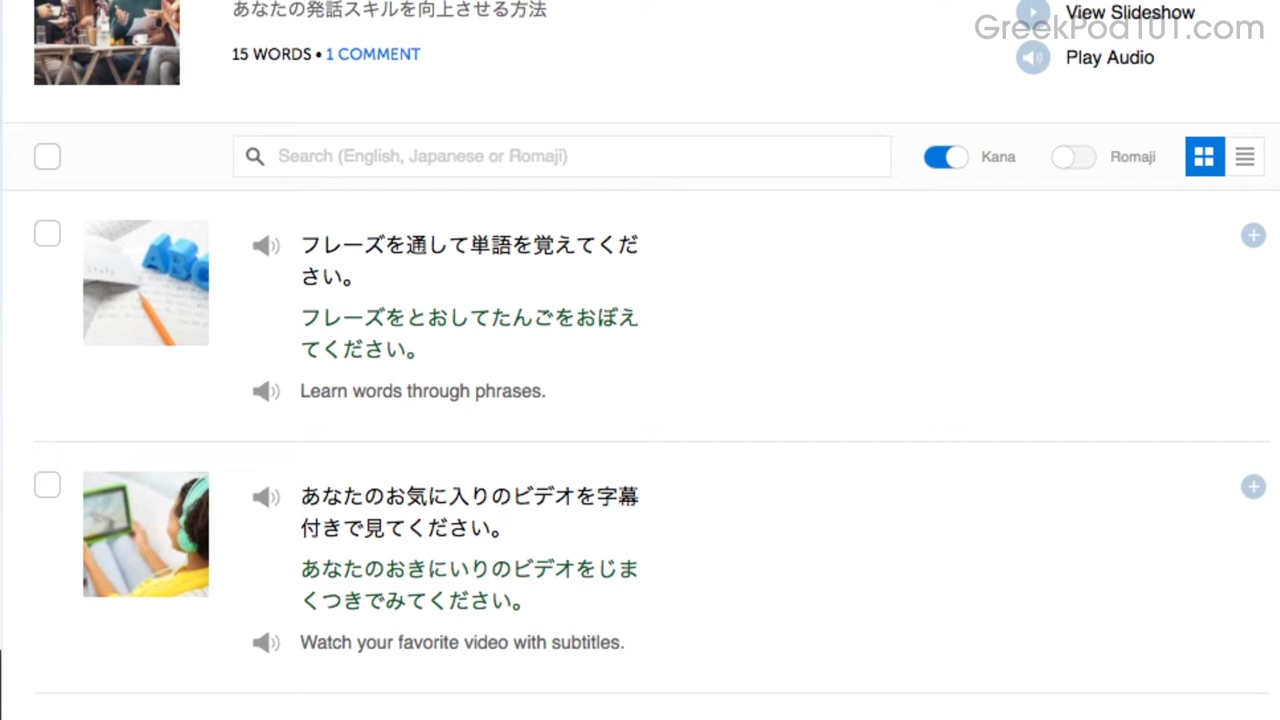 あなたの発話スキルを向上させる方法
15 WORDS • 1 COMMENT
View Slideshow
GreekPod101.com
Play Audio
Search (English, Japanese or Romaji)
Kana
Romaji
フレーズを通して単語を覚えてくだ
さい。
フレーズをとおしてたんごをおぼえ
てください。
Learn words through phrases.
あなたのお気に入りのビデオを字幕
付きで見てください。
あなたのおきにいりのビデオをじま
くつきでみてください。
Watch your favorite video with subtitles.